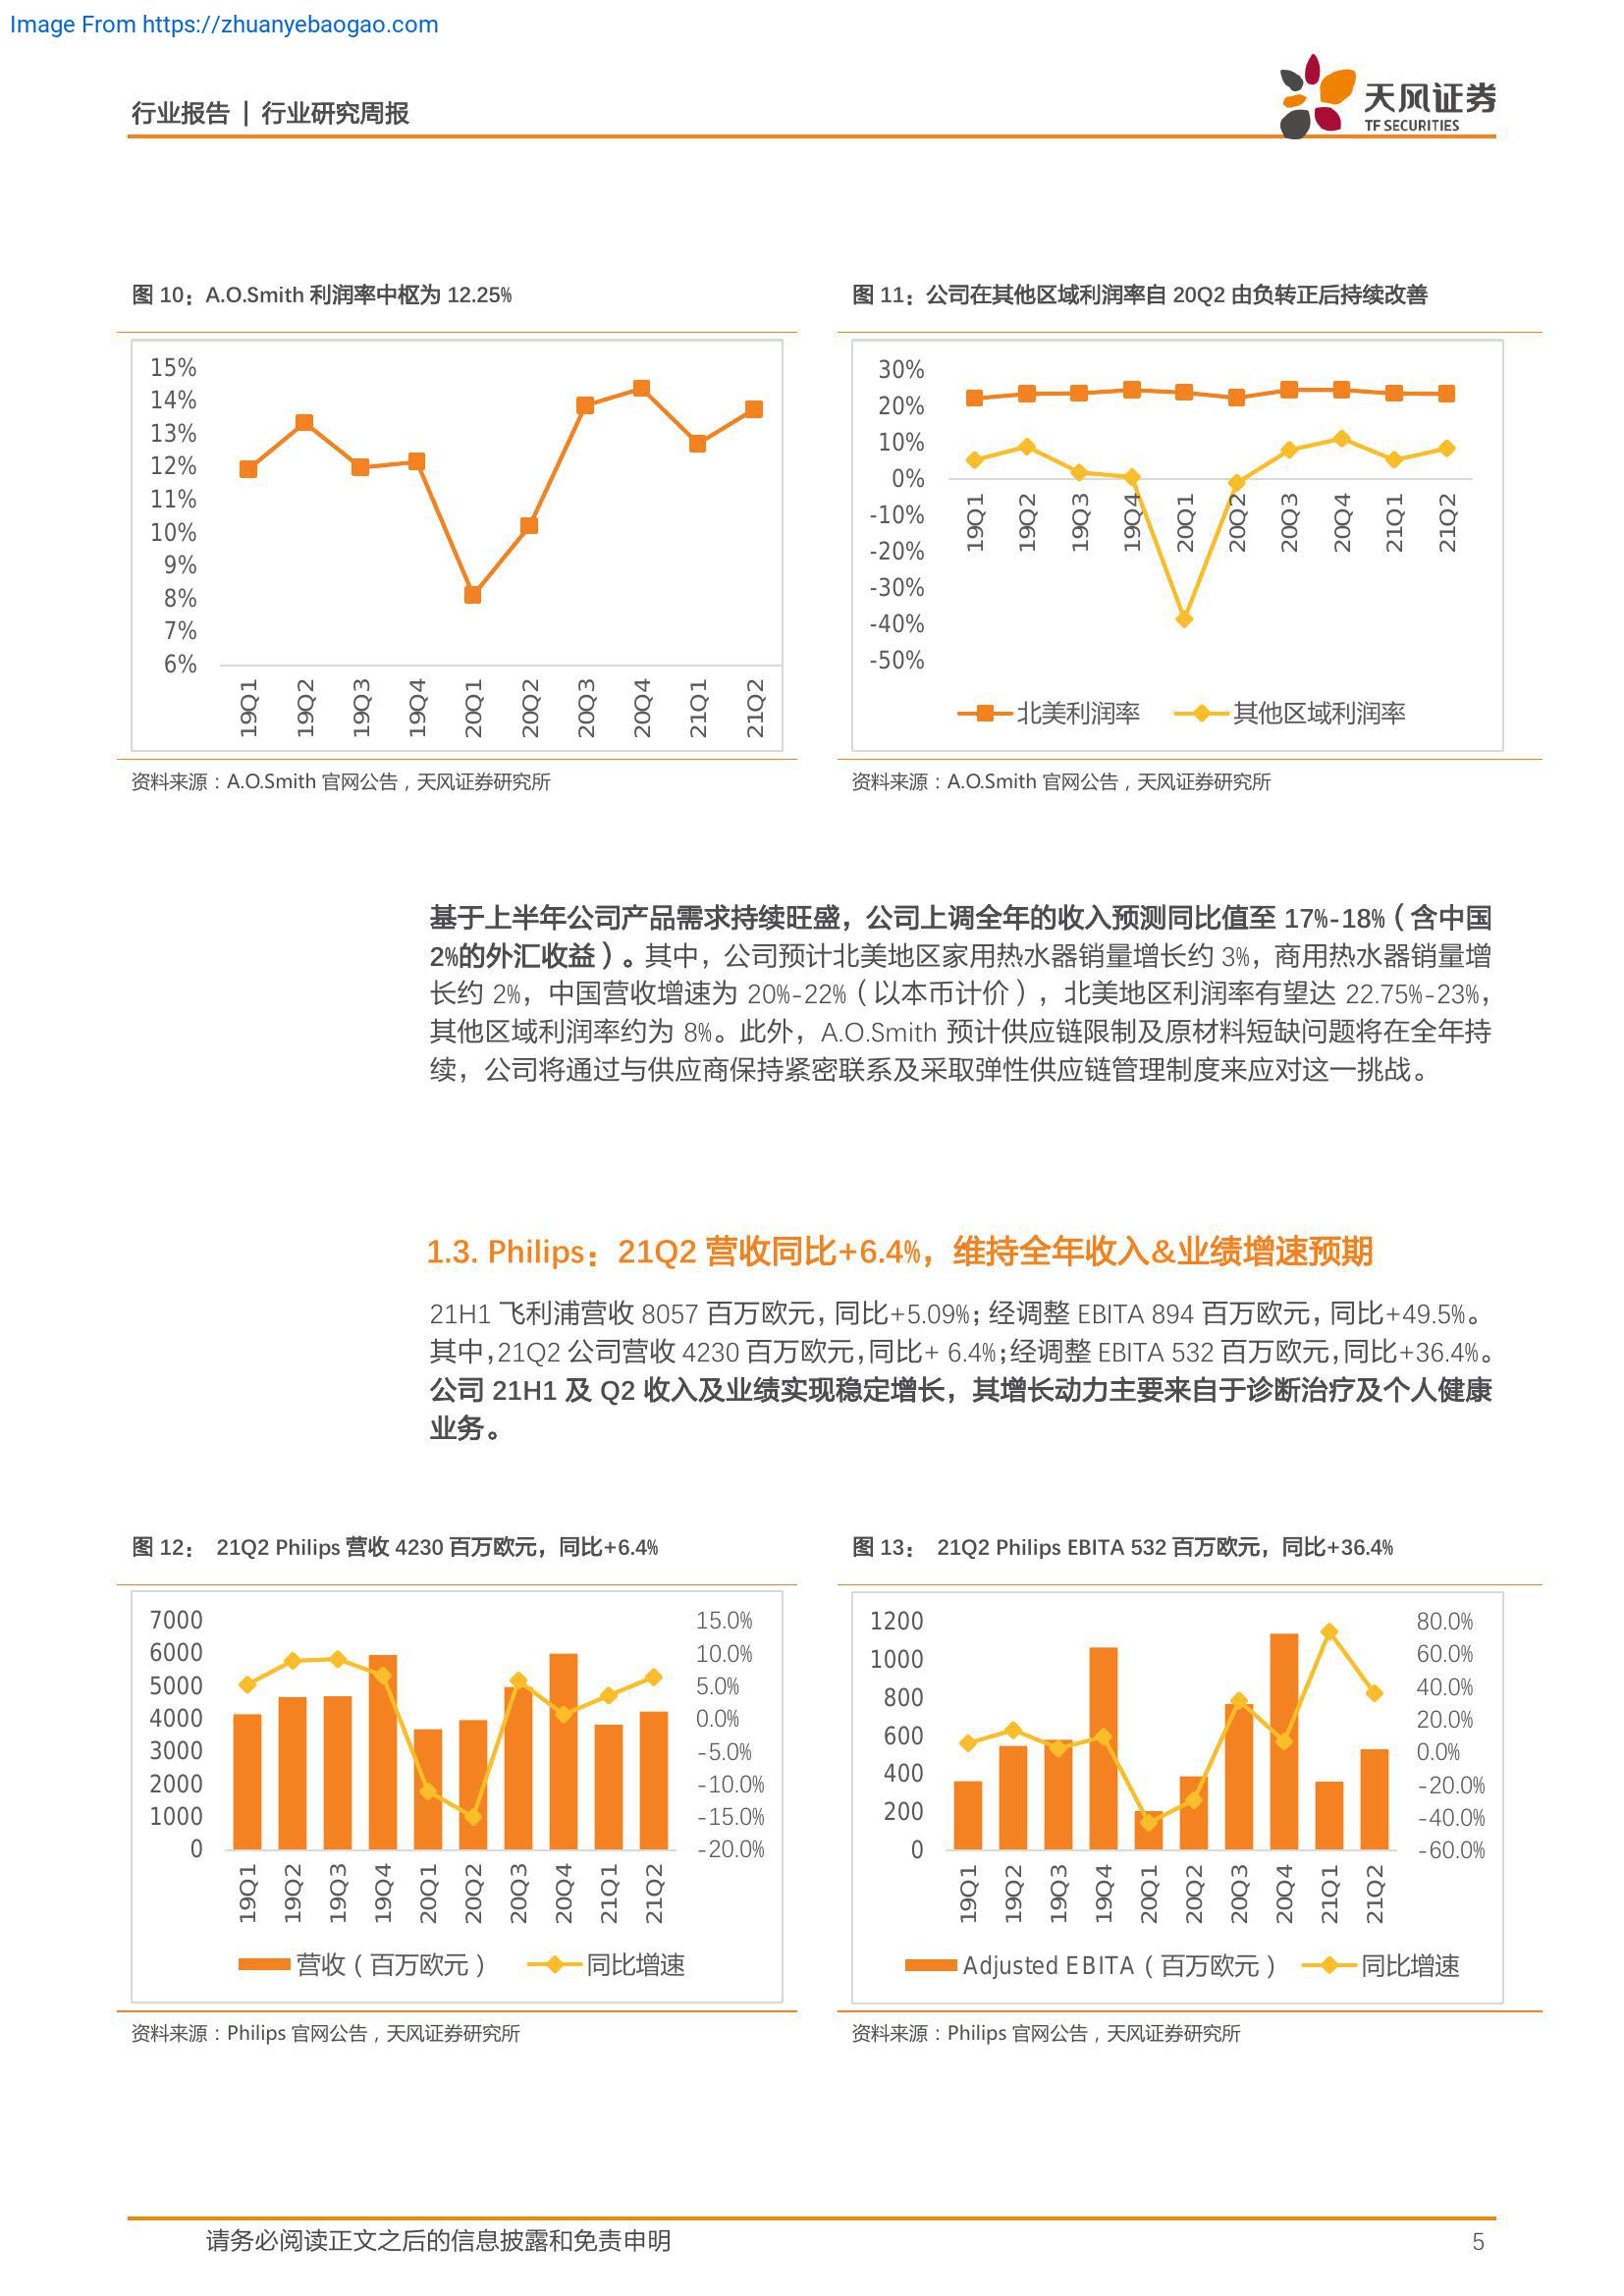 Image From https://zhuanyebaogao.com
行业报告 | 行业研究周报
天风证券
TF SECURITIES
图 10：A.O.Smith 利润率中枢为 12.25%
15%
14%
13%
12%
11%
10%
9%
8%
7%
6%
19Q1 19Q2 19Q3 19Q4 20Q1 20Q2 20Q3 20Q4 21Q1 21Q2
资料来源：A.O.Smith 官网公告，天风证券研究所
图 11：公司在其他区域利润率自 20Q2 由负转正后持续改善
30%
20%
10%
0%
-10%
-20%
-30%
-40%
-50%
19Q1 19Q2 19Q3 19Q4 20Q1 20Q2 20Q3 20Q4 21Q1 21Q2
北美利润率 其他区域利润率
资料来源：A.O.Smith 官网公告，天风证券研究所
基于上半年公司产品需求持续旺盛，公司上调全年的收入预测同比值至 17%-18%（含中国
2%的外汇收益）。其中，公司预计北美地区家用热水器销量增长约 3%，商用热水器销量增
长约 2%，中国营收增速为 20%-22%（以本币计价），北美地区利润率有望达 22.75%-23%，
其他区域利润率约为 8%。此外，A.O.Smith 预计供应链限制及原材料短缺问题将在全年持
续，公司将通过与供应商保持紧密联系及采取弹性供应链管理制度来应对这一挑战。
1.3. Philips：21Q2 营收同比+6.4%，维持全年收入&业绩增速预期
21H1 飞利浦营收 8057 百万欧元，同比+5.09%；经调整 EBITA 894 百万欧元，同比+49.5%。
其中，21Q2 公司营收 4230 百万欧元，同比+ 6.4%；经调整 EBITA 532 百万欧元，同比+36.4%。
公司 21H1 及 Q2 收入及业绩实现稳定增长，其增长动力主要来自于诊断治疗及个人健康
业务。
图 12： 21Q2 Philips 营收 4230 百万欧元，同比+6.4%
7000
6000
5000
4000
3000
2000
1000
0
15.0%
10.0%
5.0%
0.0%
-5.0%
-10.0%
-15.0%
-20.0%
19Q1 19Q2 19Q3 19Q4 20Q1 20Q2 20Q3 20Q4 21Q1 21Q2
营收（百万欧元） 同比增速
资料来源：Philips 官网公告，天风证券研究所
图 13： 21Q2 Philips EBITA 532 百万欧元，同比+36.4%
1200
1000
800
600
400
200
0
80.0%
60.0%
40.0%
20.0%
0.0%
-20.0%
-40.0%
-60.0%
19Q1 19Q2 19Q3 19Q4 20Q1 20Q2 20Q3 20Q4 21Q1 21Q2
Adjusted EBITA（百万欧元） 同比增速
资料来源：Philips 官网公告，天风证券研究所
请务必阅读正文之后的信息披露和免责申明
5